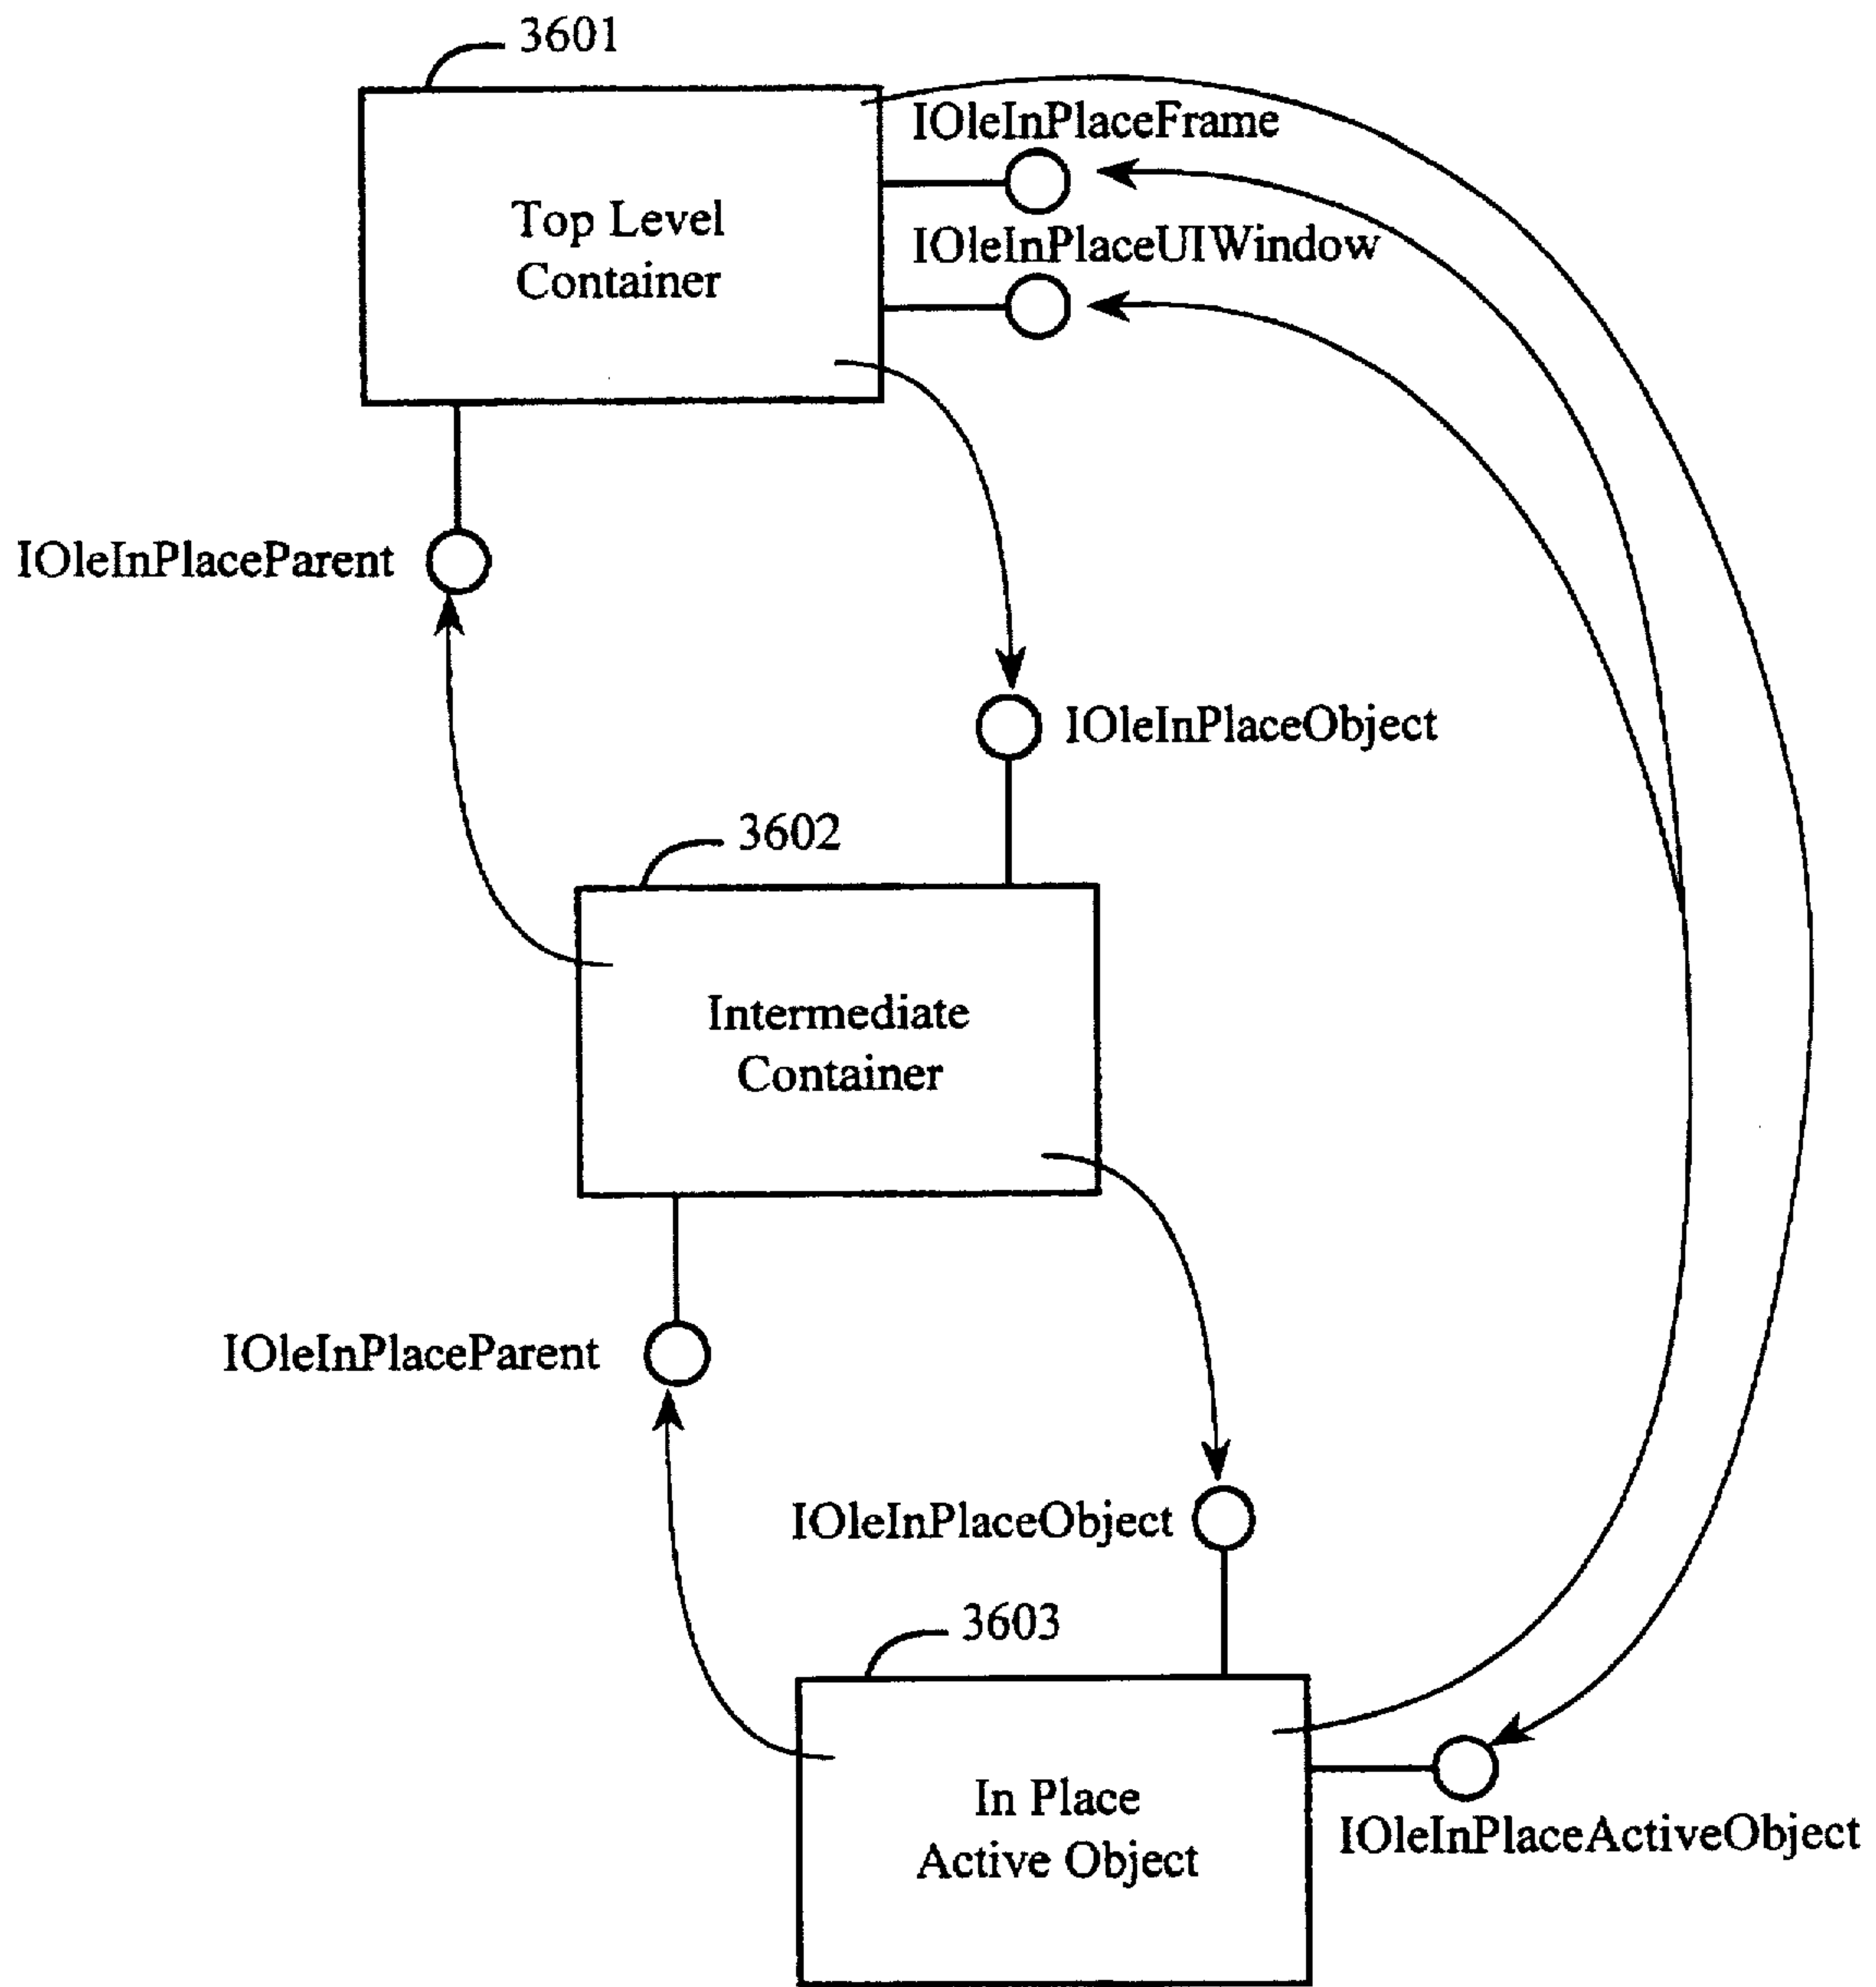 3601
IOleInPlaceFrame
Top Level
Container
IOleInPlaceUIWindow
IOleInPlaceParent
IOleInPlaceObject
3602
Intermediate
Container
IOleInPlaceParent
IOleInPlaceObject
3603
In Place
Active Object
IOleInPlaceActiveObject